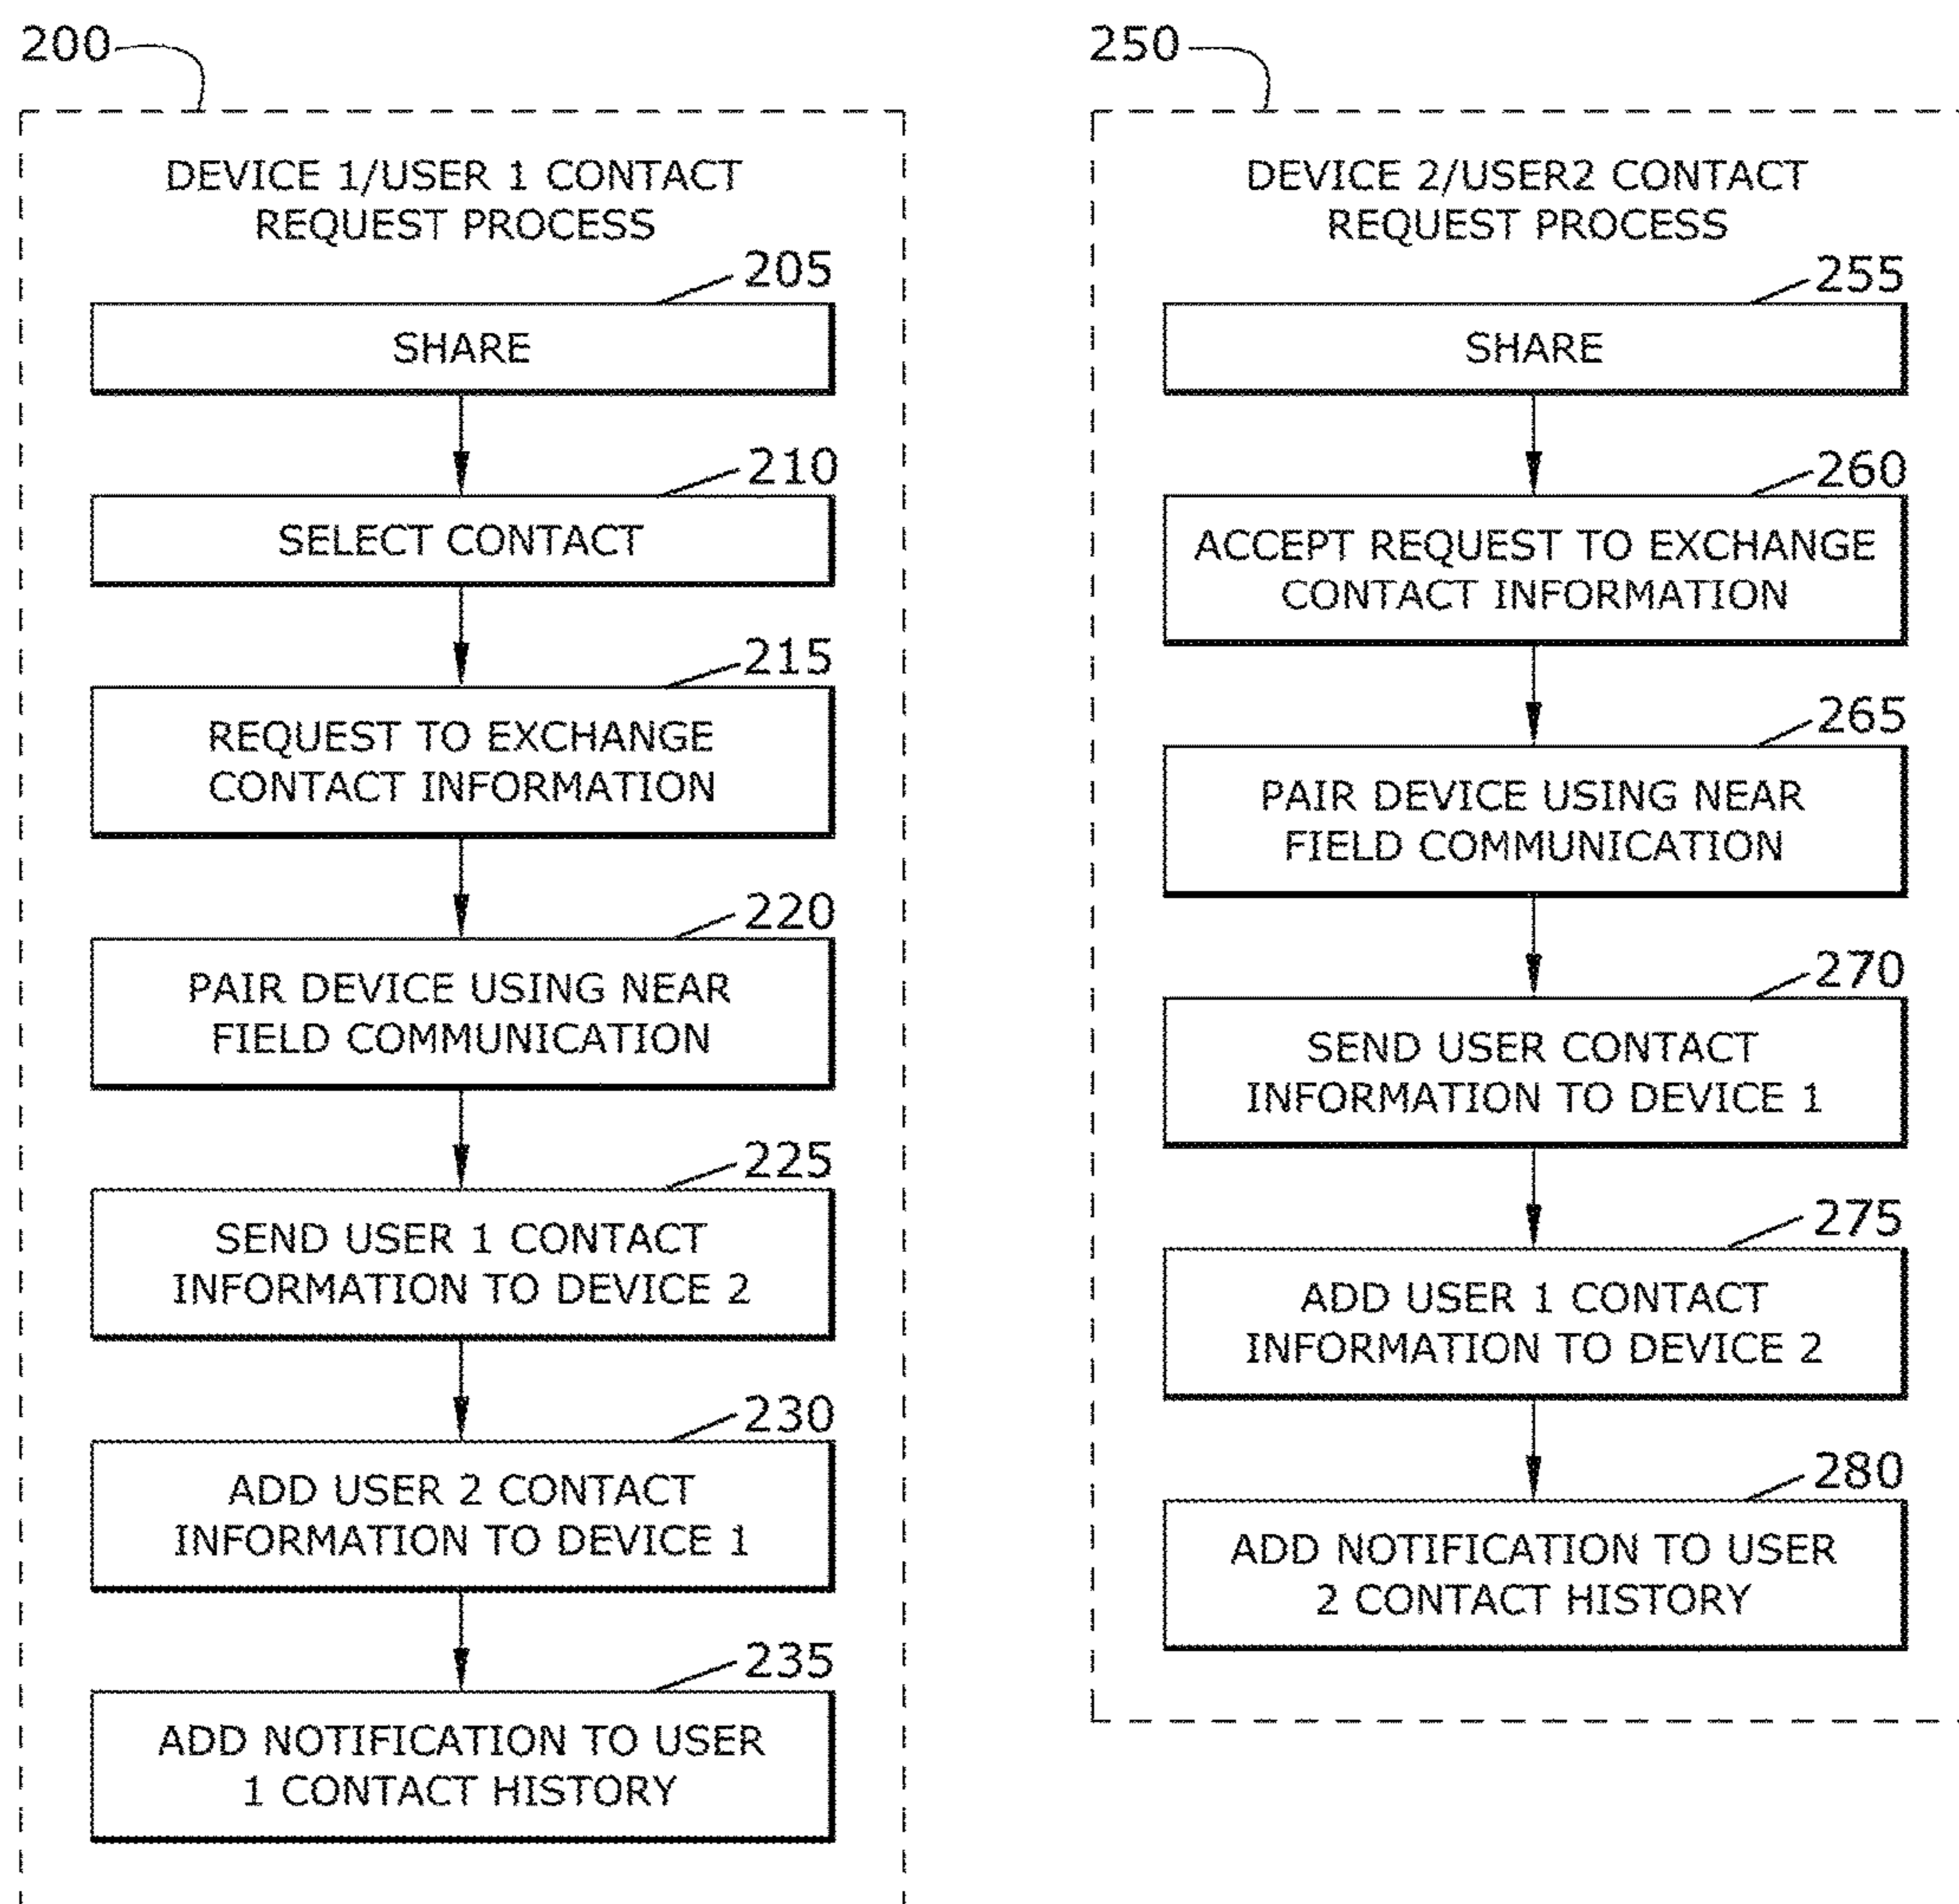 200
DEVICE 1/USER 1 CONTACT
REQUEST PROCESS
205
SHARE
210
SELECT CONTACT
215
REQUEST TO EXCHANGE
CONTACT INFORMATION
220
PAIR DEVICE USING NEAR
FIELD COMMUNICATION
225
SEND USER 1 CONTACT
INFORMATION TO DEVICE 2
230
ADD USER 2 CONTACT
INFORMATION TO DEVICE 1
235
ADD NOTIFICATION TO USER
1 CONTACT HISTORY
250
DEVICE 2/USER2 CONTACT
REQUEST PROCESS
255
SHARE
260
ACCEPT REQUEST TO EXCHANGE
CONTACT INFORMATION
265
PAIR DEVICE USING NEAR
FIELD COMMUNICATION
270
SEND USER CONTACT
INFORMATION TO DEVICE 1
275
ADD USER 1 CONTACT
INFORMATION TO DEVICE 2
280
ADD NOTIFICATION TO USER
2 CONTACT HISTORY